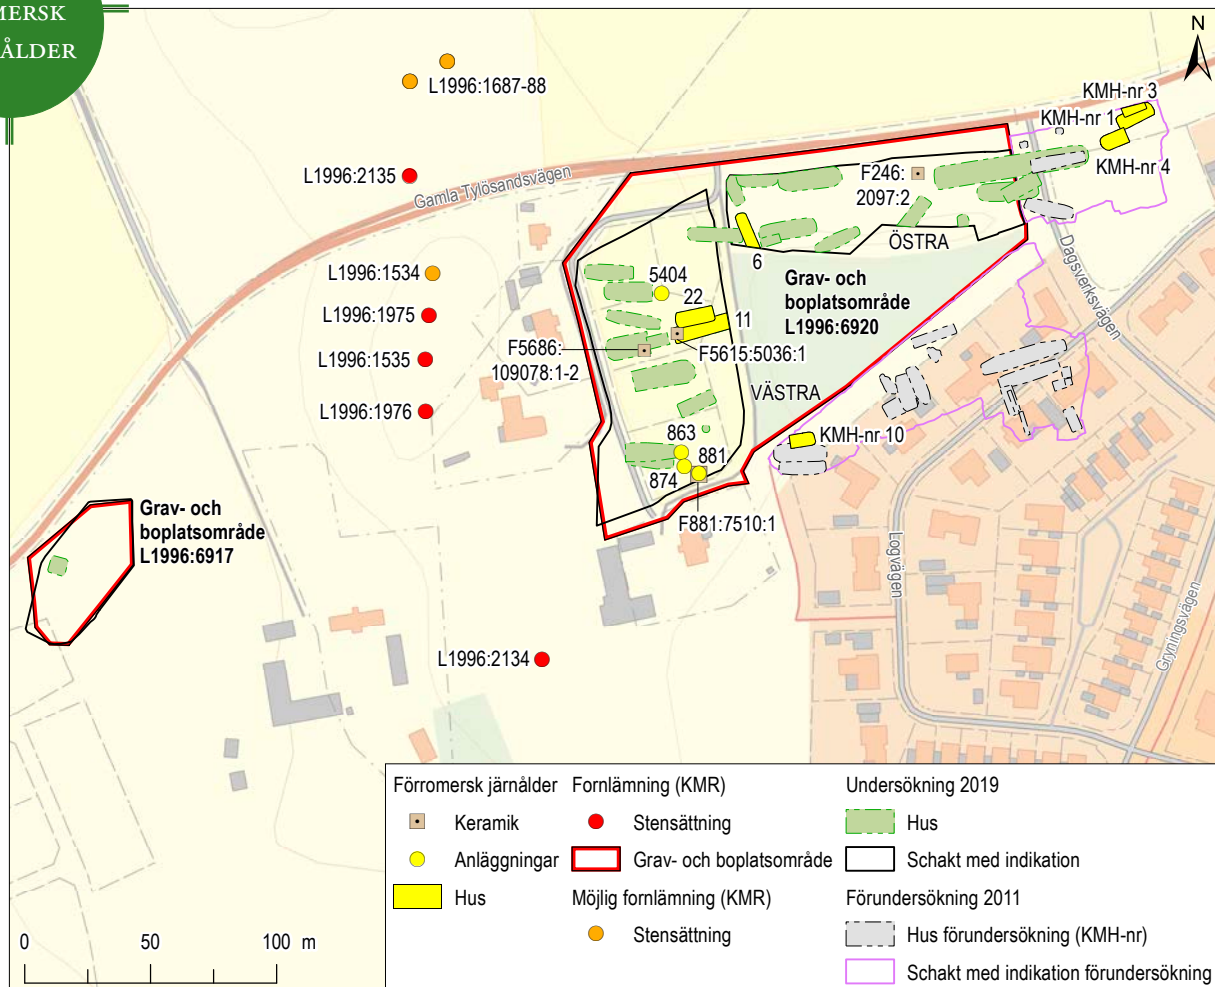 MERSK
ÅLDER
N
L1996:1687-88
L1996:2135
Gamla Tylösandsvägen
L1996:1534
L1996:1975
L1996:1535
L1996:1976
KMH-nr 3
KMH-nr 1
KMH-nr 4
F246:
2097:2
ÖSTRA
6
Grav- och
boplatsområde
L1996:6920
5404
22
11
F5686:
109078:1-2
F5615:5036:1
VÄSTRA
Dagsverksvägen
863
881
874
KMH-nr 10
F881:7510:1
Grav- och
boplatsområde
L1996:6917
Logvägen
Gryningsvägen
L1996:2134
Förromersk järnålder
Keramik
Anläggningar
Hus
Fornlämning (KMR)
Stensättning
Grav- och boplatsområde
Möjlig fornlämning (KMR)
Stensättning
Undersökning 2019
Hus
Schakt med indikation
Förundersökning 2011
Hus förundersökning (KMH-nr)
Schakt med indikation förundersökning
0 50 100 m